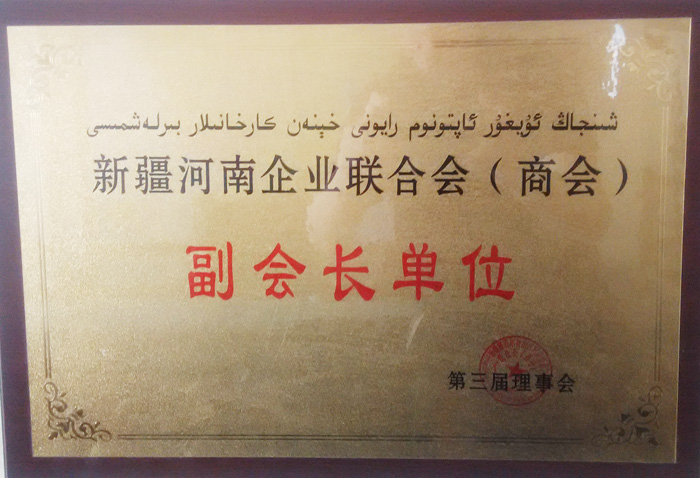 شىنجاڭ ئۇيغۇر ئاپتونوم رايونى خېنەن كارخانىلار بىرلەشمىسى
新疆河南企业联合会（商会）
副会长单位
第三届理事会